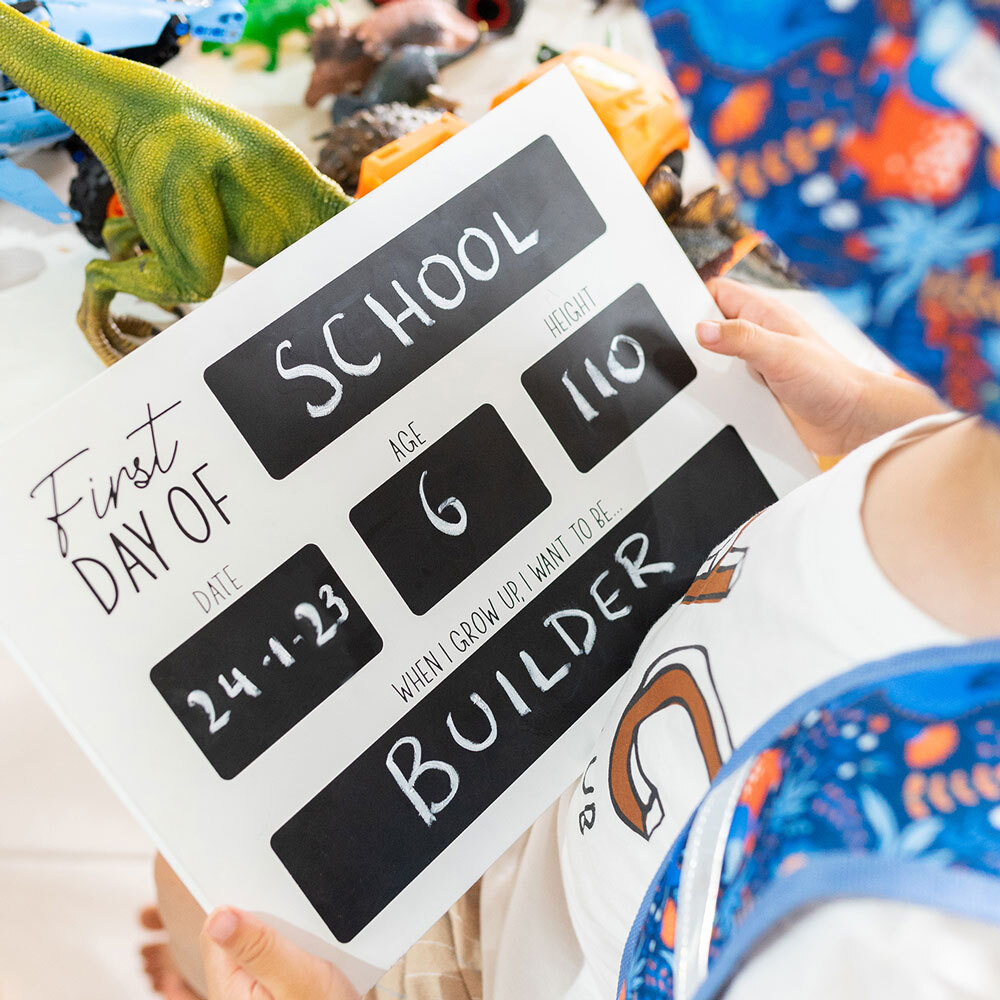 First
DAY OF
SCHOOL
DATE
24-1-23
AGE
6
HEIGHT
110
WHEN I GROW UP, I WANT TO BE...
BUILDER